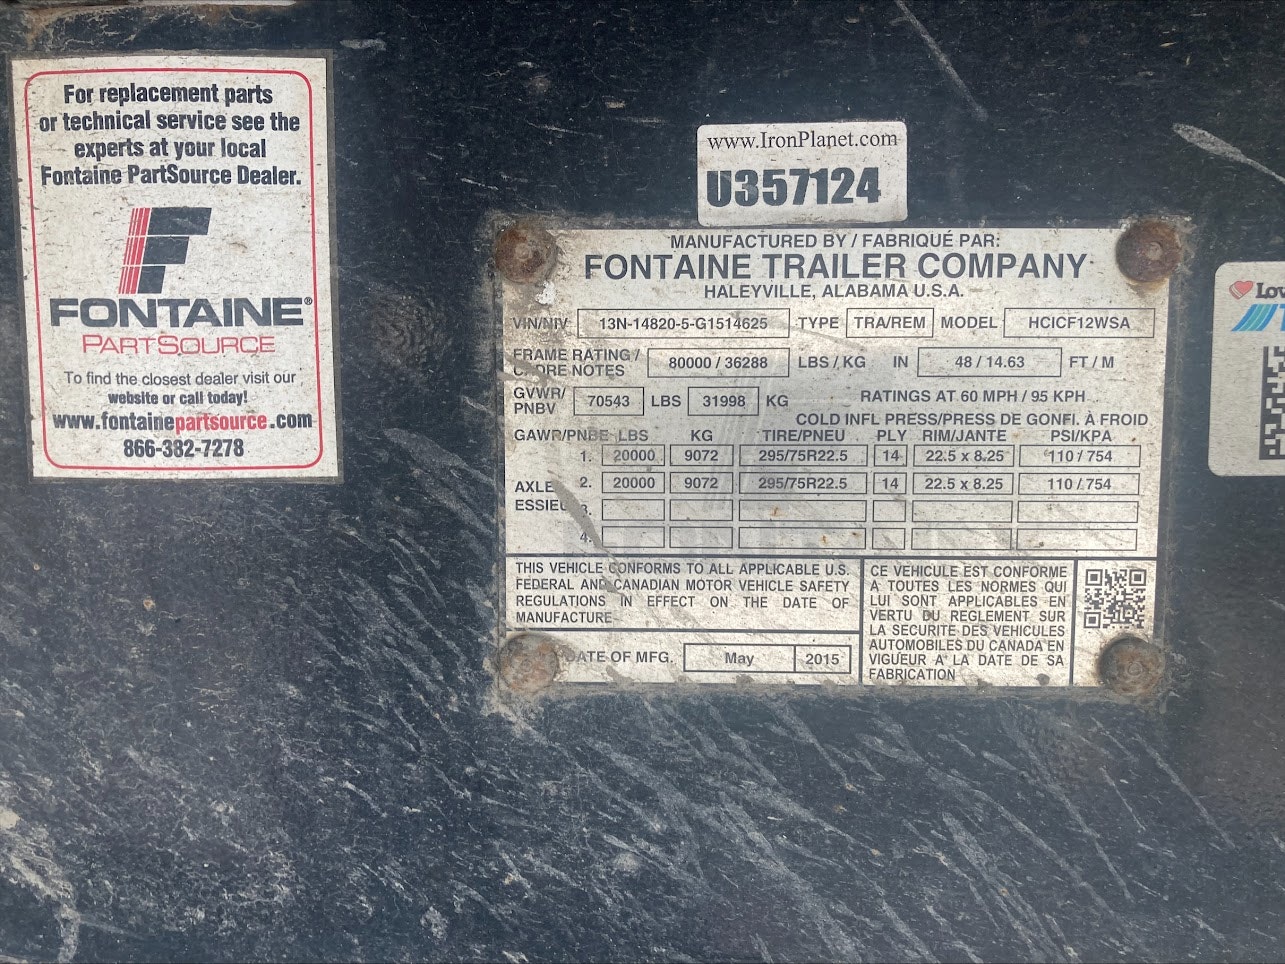 For replacement parts
or technical service see the
experts at your local
Fontaine PartSource Dealer.
FONTAINE®
PARTSOURCE
To find the closest dealer visit our
website or call today!
www.fontainepartsource.com
866-382-7278
www.IronPlanet.com
U357124
MANUFACTURED BY / FABRIQUÉ PAR:
FONTAINE TRAILER COMPANY
HALEYVILLE, ALABAMA U.S.A.
VIN/NIV 13N-14820-5-G1514625 TYPE TRA/REM MODEL HCICF12WSA
FRAME RATING / 80000 / 36288 LBS / KG IN 48 / 14.63 FT / M
CADRE NOTES
GVWR/ 70543 LBS 31998 KG RATINGS AT 60 MPH / 95 KPH
PNBV
COLD INFL PRESS/PRESS DE GONFI. À FROID
GAWR/PNBE LBS KG TIRE/PNEU PLY RIM/JANTE PSI/KPA
1. 20000 9072 295/75R22.5 14 22.5 x 8.25 110 / 754
AXLE 2. 20000 9072 295/75R22.5 14 22.5 x 8.25 110 / 754
ESSIEU 3.
4.
THIS VEHICLE CONFORMS TO ALL APPLICABLE U.S.
FEDERAL AND CANADIAN MOTOR VEHICLE SAFETY
REGULATIONS IN EFFECT ON THE DATE OF
MANUFACTURE
DATE OF MFG. May 2015
CE VEHICULE EST CONFORME
A TOUTES LES NORMES QUI
LUI SONT APPLICABLES EN
VERTU DU REGLEMENT SUR
LA SECURITE DES VEHICULES
AUTOMOBILES DU CANADA EN
VIGUEUR A LA DATE DE SA
FABRICATION